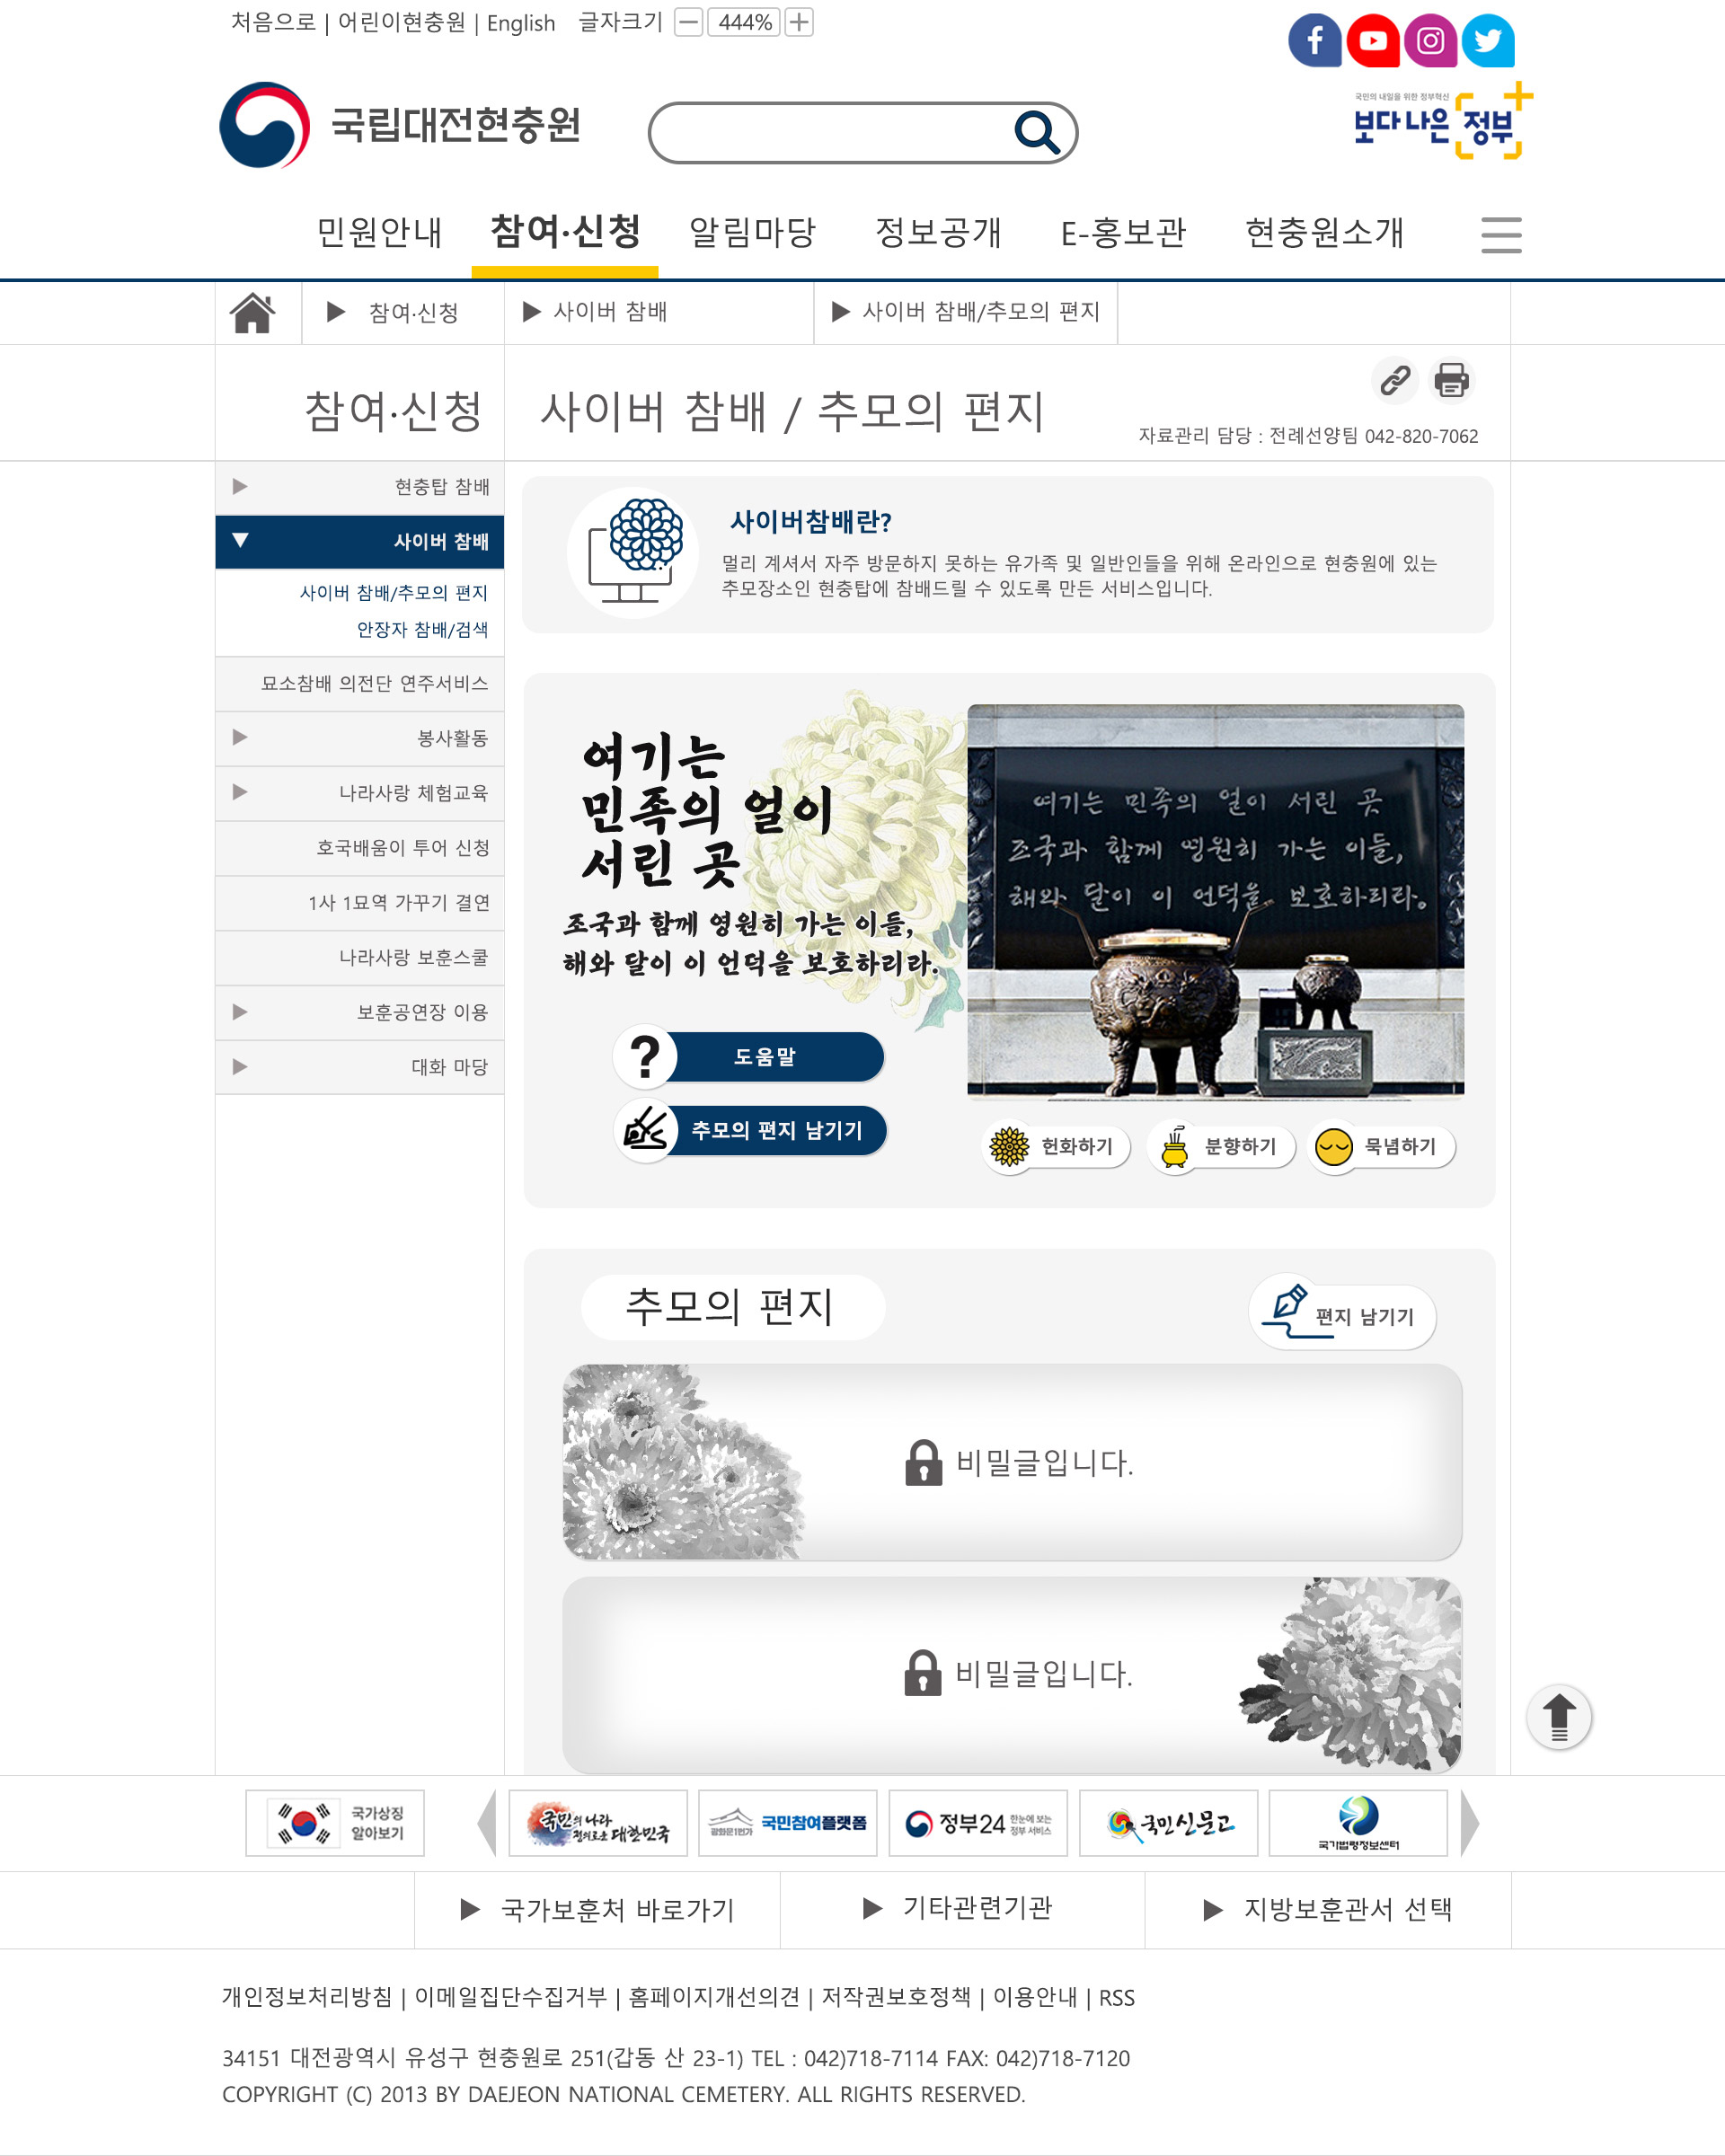 처음으로 | 어린이현충원 | English 글자크기 444%
국립대전현충원
국민의 내일을 위한 정부혁신
보다 나은 정부
민원안내 참여·신청 알림마당 정보공개 E-홍보관 현충원소개
▶ 참여·신청 ▶ 사이버 참배 ▶ 사이버 참배/추모의 편지
참여·신청
사이버 참배 / 추모의 편지
자료관리 담당 : 전례선양팀 042-820-7062
현충탑 참배
사이버 참배
사이버 참배/추모의 편지
안장자 참배/검색
묘소참배 의전단 연주서비스
봉사활동
나라사랑 체험교육
호국배움이 투어 신청
1사 1묘역 가꾸기 결연
나라사랑 보훈스쿨
보훈공연장 이용
대화 마당
사이버참배란?
멀리 계셔서 자주 방문하지 못하는 유가족 및 일반인들을 위해 온라인으로 현충원에 있는
추모장소인 현충탑에 참배드릴 수 있도록 만든 서비스입니다.
여기는
민족의 얼이
서린 곳
조국과 함께 영원히 가는 이들,
해와 달이 이 언덕을 보호하리라.
여기는 민족의 얼이 서린 곳
조국과 함께 영원히 가는 이들,
해와 달이 이 언덕을 보호하리라.
? 도움말
추모의 편지 남기기
헌화하기 분향하기 묵념하기
추모의 편지
편지 남기기
비밀글입니다.
비밀글입니다.
국가상징
알아보기
국민의 나라
정의로운 대한민국
광화문1번가 국민참여플랫폼
정부24 한눈에 보는
정부 서비스
국민신문고
국가법령정보센터
▶ 국가보훈처 바로가기 ▶ 기타관련기관 ▶ 지방보훈관서 선택
개인정보처리방침 | 이메일집단수집거부 | 홈페이지개선의견 | 저작권보호정책 | 이용안내 | RSS
34151 대전광역시 유성구 현충원로 251(갑동 산 23-1) TEL : 042)718-7114 FAX: 042)718-7120
COPYRIGHT (C) 2013 BY DAEJEON NATIONAL CEMETERY. ALL RIGHTS RESERVED.